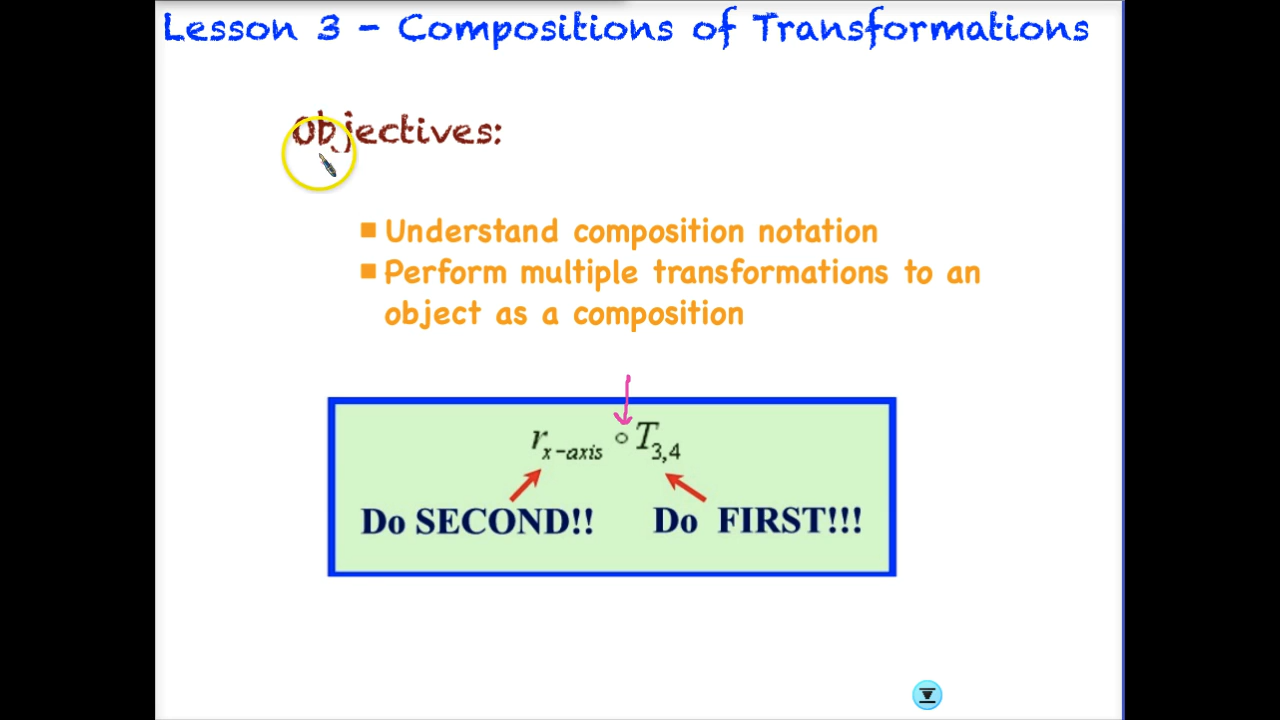 Lesson 3 - Compositions of Transformations
Objectives:
■ Understand composition notation
■ Perform multiple transformations to an
object as a composition
r x-axis ∘ T 3,4
Do SECOND!! Do FIRST!!!